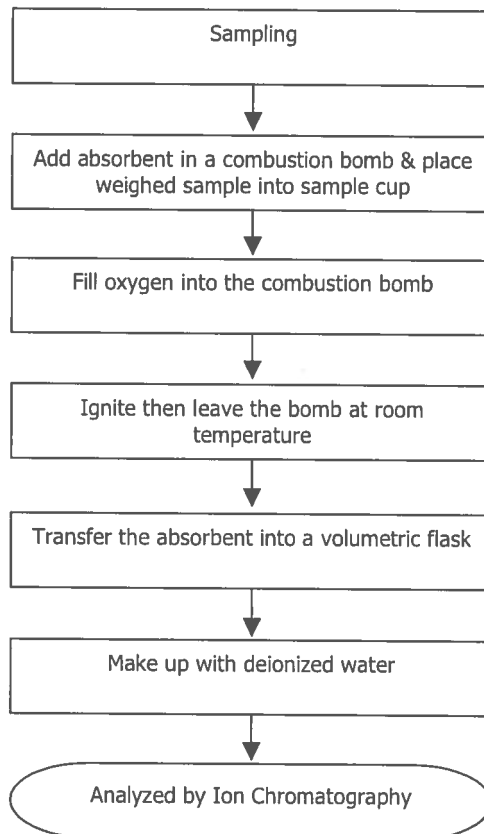 Sampling
Add absorbent in a combustion bomb & place
weighed sample into sample cup
Fill oxygen into the combustion bomb
Ignite then leave the bomb at room
temperature
Transfer the absorbent into a volumetric flask
Make up with deionized water
Analyzed by Ion Chromatography